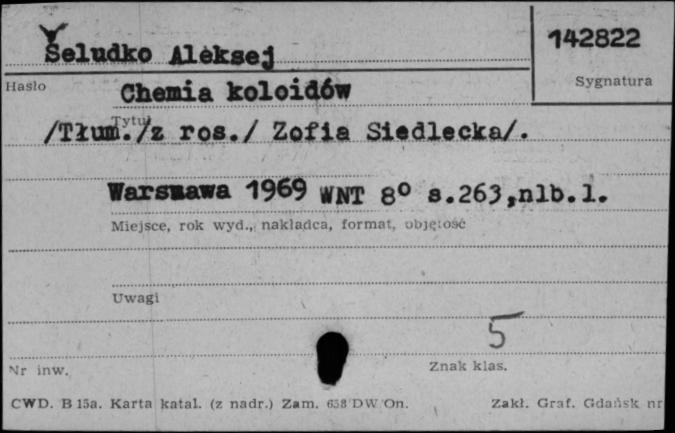 Šeludko Aleksej
142822
Hasło
Sygnatura
Chemia koloidów
Tytuł
/Tłum./z ros./ Zofia Siedlecka/.
Warszawa 1969 WNT 8° s.263,nlb.1.
Miejsce, rok wyd., nakładca, format, objętość
Uwagi
5
Nr inw.
Znak klas.
CWD. B 15a. Karta katal. (z nadr.) Zam. 658 DW/On.
Zakł. Graf. Gdańsk nr